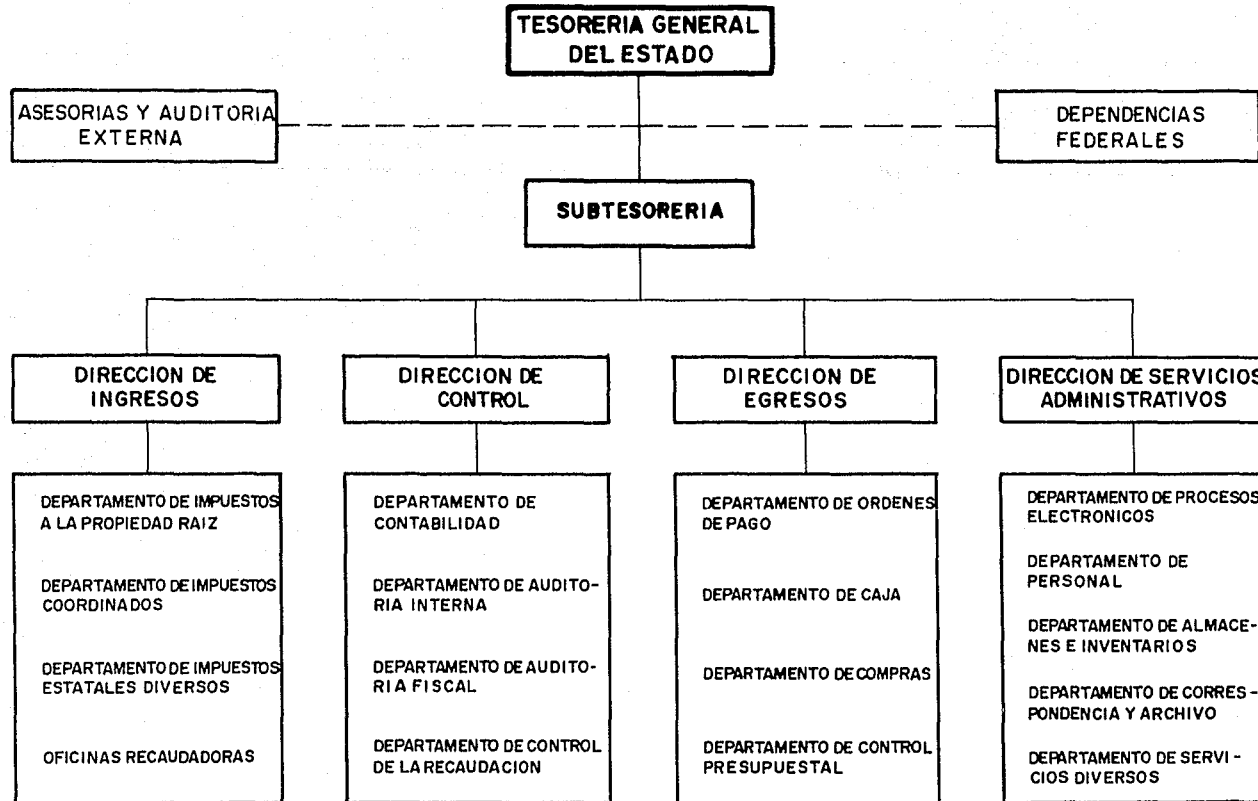 TESORERIA GENERAL
DEL ESTADO
ASESORIAS Y AUDITORIA
EXTERNA
DEPENDENCIAS
FEDERALES
SUBTESORERIA
DIRECCION DE
INGRESOS
DIRECCION DE
CONTROL
DIRECCION DE
EGRESOS
DIRECCION DE SERVICIOS
ADMINISTRATIVOS
DEPARTAMENTO DE IMPUESTOS
A LA PROPIEDAD RAIZ
DEPARTAMENTO DE IMPUESTOS
COORDINADOS
DEPARTAMENTO DE IMPUESTOS
ESTATALES DIVERSOS
OFICINAS RECAUDADORAS
DEPARTAMENTO DE
CONTABILIDAD
DEPARTAMENTO DE AUDITO-
RIA INTERNA
DEPARTAMENTO DE AUDITO-
RIA FISCAL
DEPARTAMENTO DE CONTROL
DE LA RECAUDACION
DEPARTAMENTO DE ORDENES
DE PAGO
DEPARTAMENTO DE CAJA
DEPARTAMENTO DE COMPRAS
DEPARTAMENTO DE CONTROL
PRESUPUESTAL
DEPARTAMENTO DE PROCESOS
ELECTRONICOS
DEPARTAMENTO DE
PERSONAL
DEPARTAMENTO DE ALMACE-
NES E INVENTARIOS
DEPARTAMENTO DE CORRES-
PONDENCIA Y ARCHIVO
DEPARTAMENTO DE SERVI-
CIOS DIVERSOS